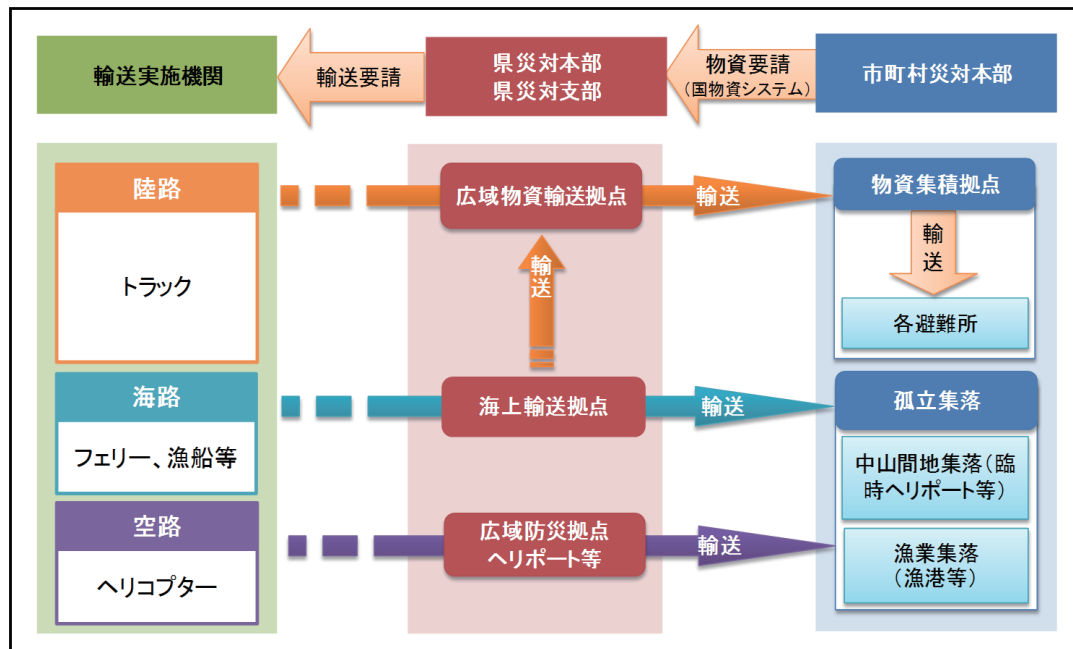 輸送実施機関
輸送要請
県災対本部
県災対支部
物資要請
（国物資システム）
市町村災対本部
陸路
トラック
広域物資輸送拠点
輸送
物資集積拠点
輸
送
各避難所
輸
送
海路
フェリー、漁船等
海上輸送拠点
輸送
孤立集落
中山間地集落（臨
時ヘリポート等）
空路
ヘリコプター
広域防災拠点
ヘリポート等
輸送
漁業集落
（漁港等）